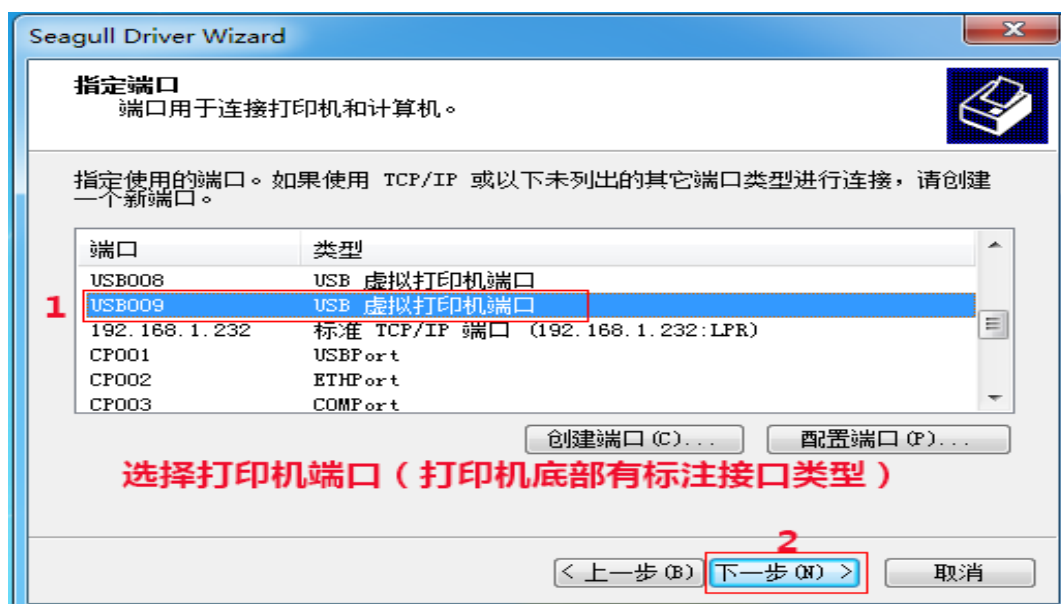 Seagull Driver Wizard
指定端口
端口用于连接打印机和计算机。
指定使用的端口。如果使用 TCP/IP 或以下未列出的其它端口类型进行连接，请创建
一个新端口。
端口 类型
USB008 USB 虚拟打印机端口
1 USB009 USB 虚拟打印机端口
192.168.1.232 标准 TCP/IP 端口 (192.168.1.232:LPR)
CP001 USBPort
CP002 ETHPort
CP003 COMPort
创建端口(C)... 配置端口(P)...
选择打印机端口（打印机底部有标注接口类型）
2
< 上一步(B) 下一步(N) > 取消